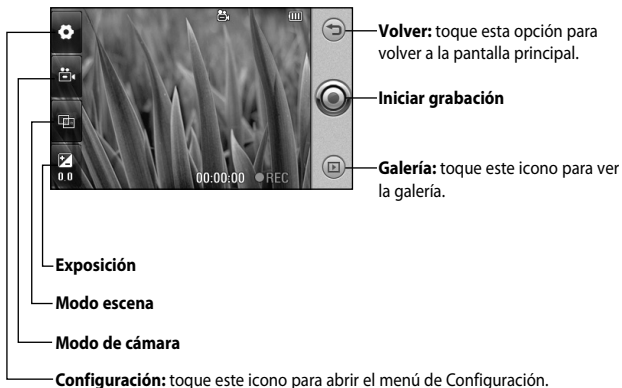 Volver: toque esta opción para
volver a la pantalla principal.
Iniciar grabación
0.0
00:00:00 REC
Galería: toque este icono para ver
la galería.
Exposición
Modo escena
Modo de cámara
Configuración: toque este icono para abrir el menú de Configuración.